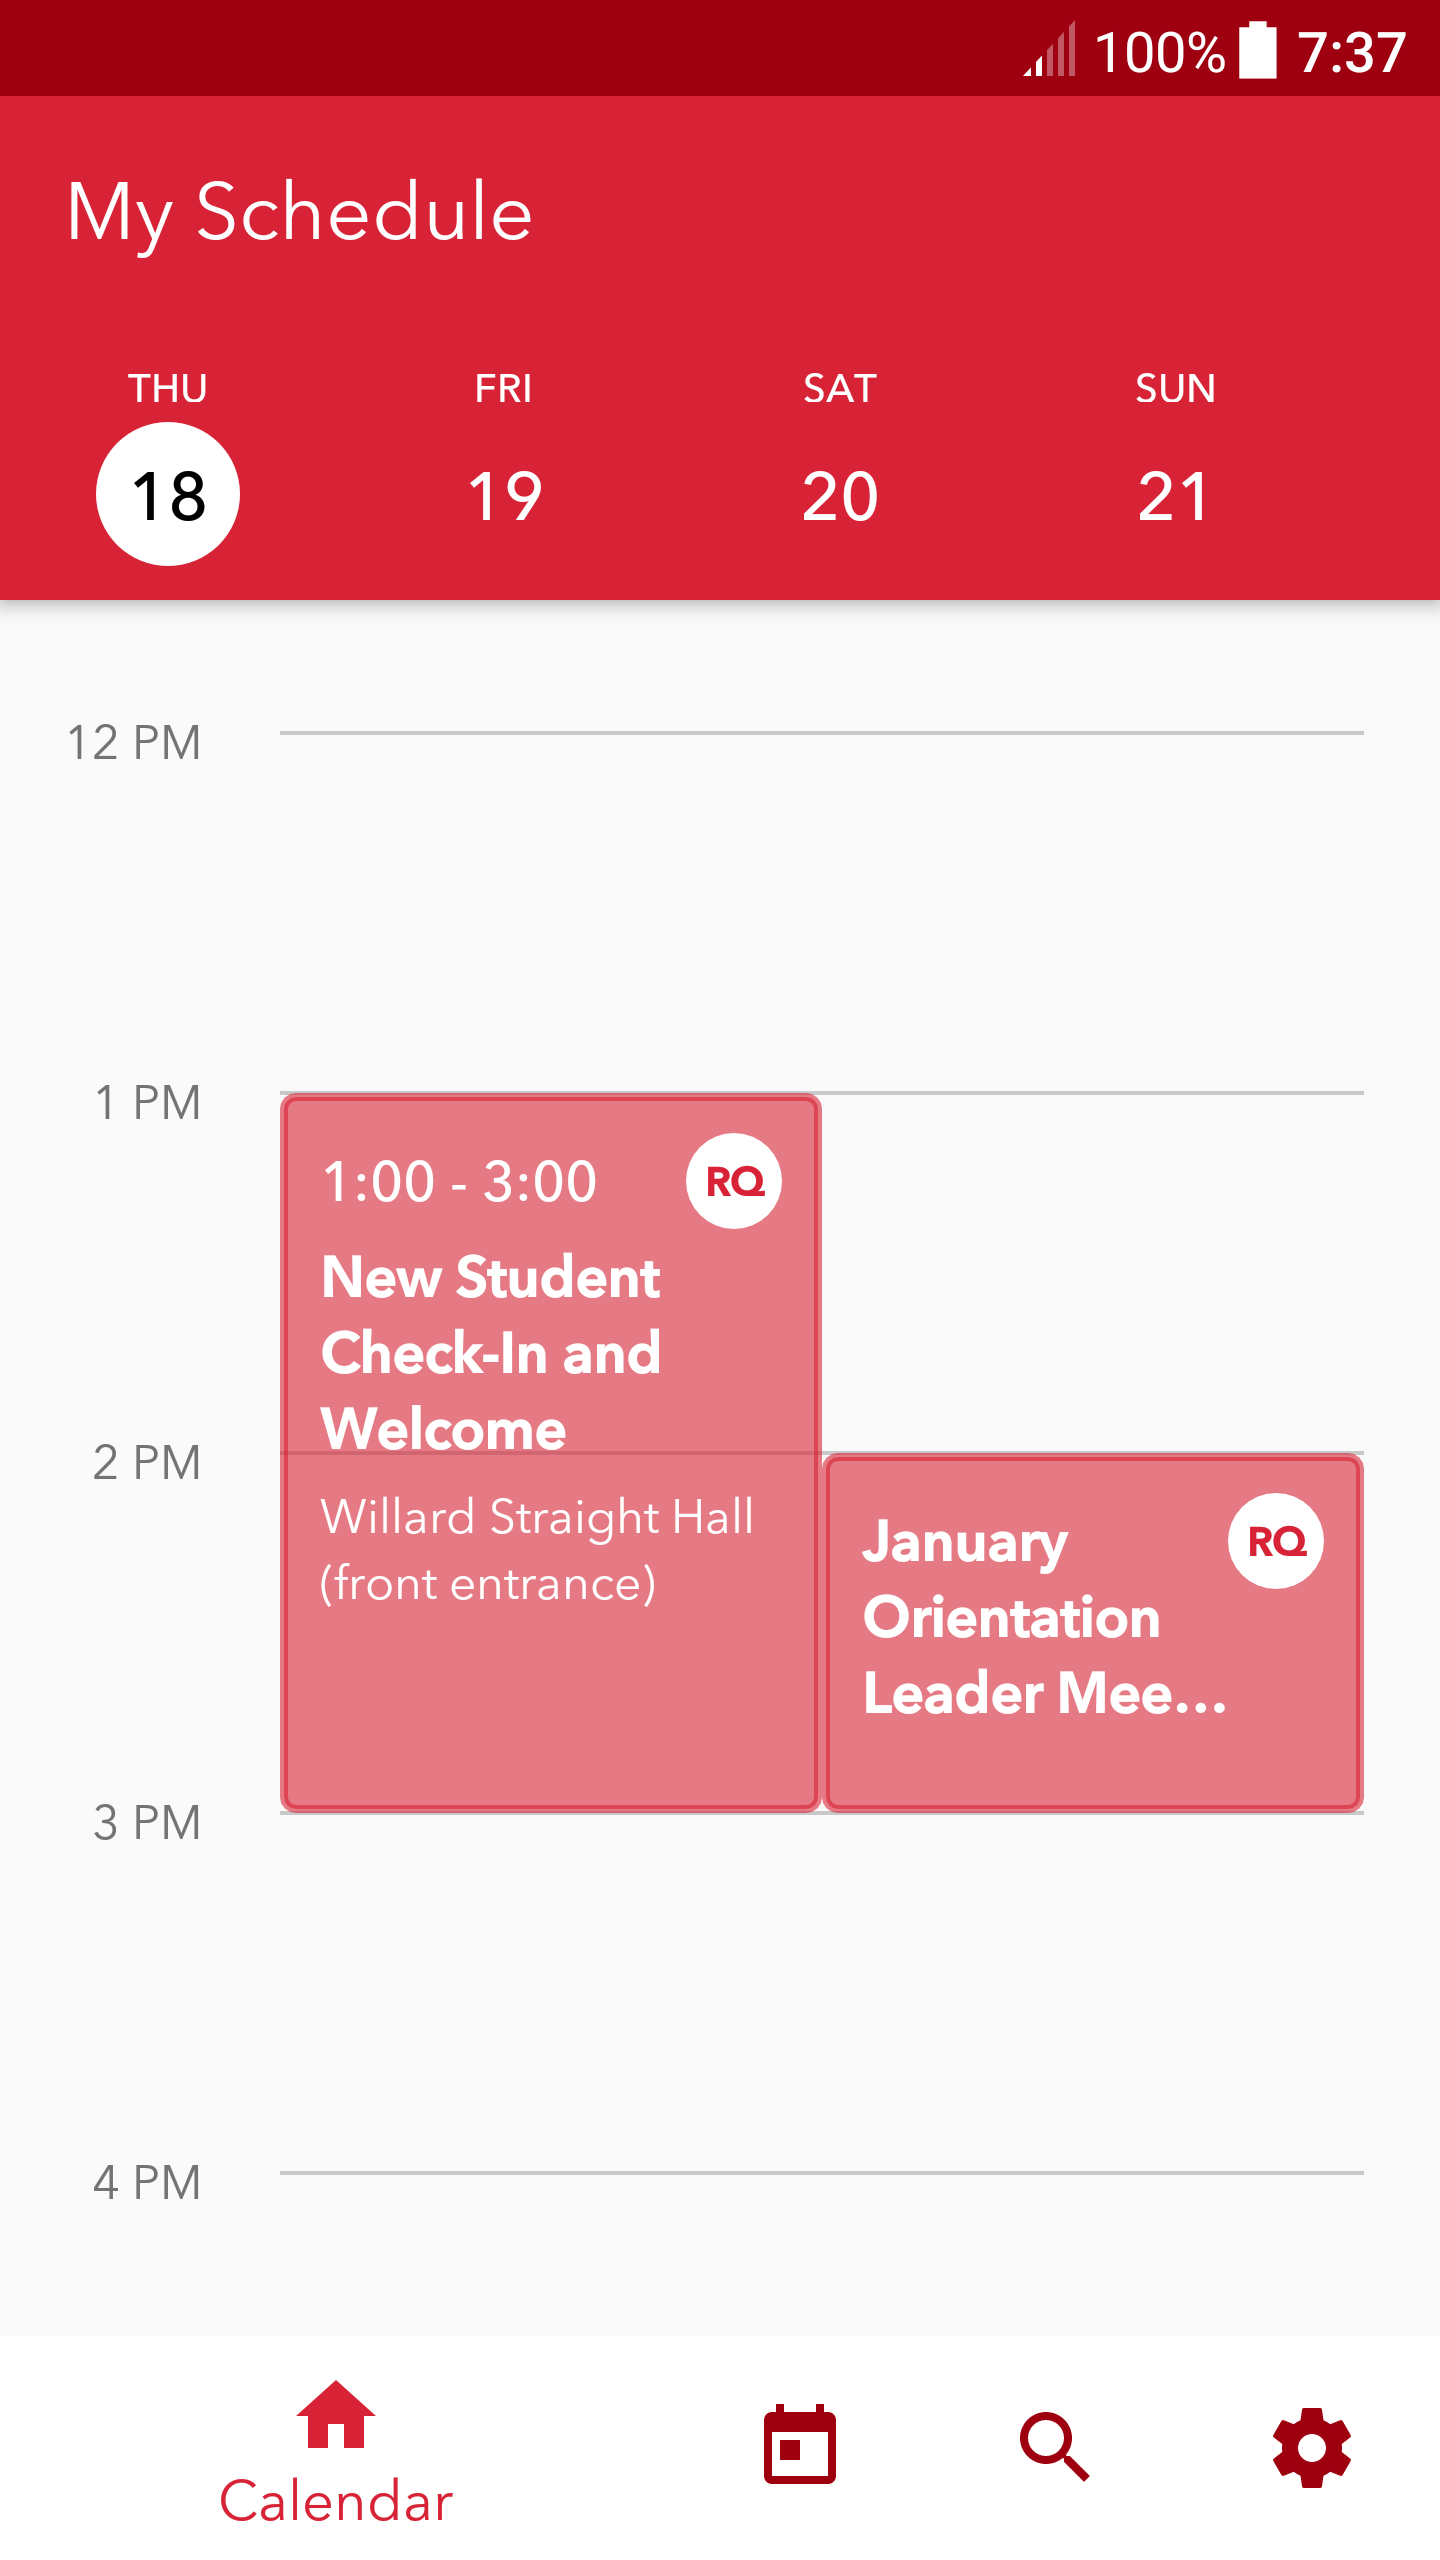 100% 7:37
My Schedule
THU FRI SAT SUN
18 19 20 21
12 PM
1 PM
1:00 - 3:00 RQ
New Student
Check-In and
Welcome
2 PM
Willard Straight Hall
(front entrance)
January RQ
Orientation
Leader Mee...
3 PM
4 PM
Calendar